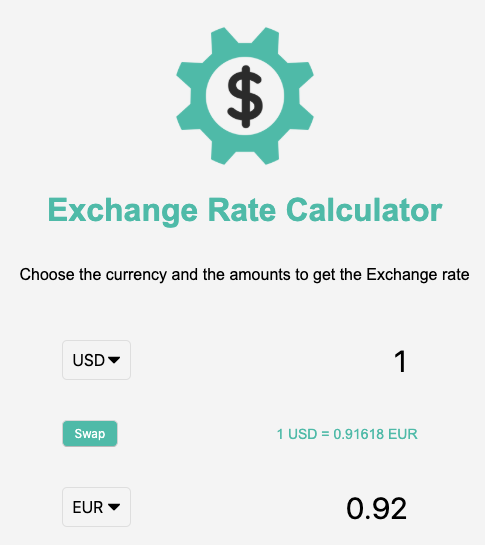 $
Exchange Rate Calculator
Choose the currency and the amounts to get the Exchange rate
USD 1
Swap 1 USD = 0.91618 EUR
EUR 0.92